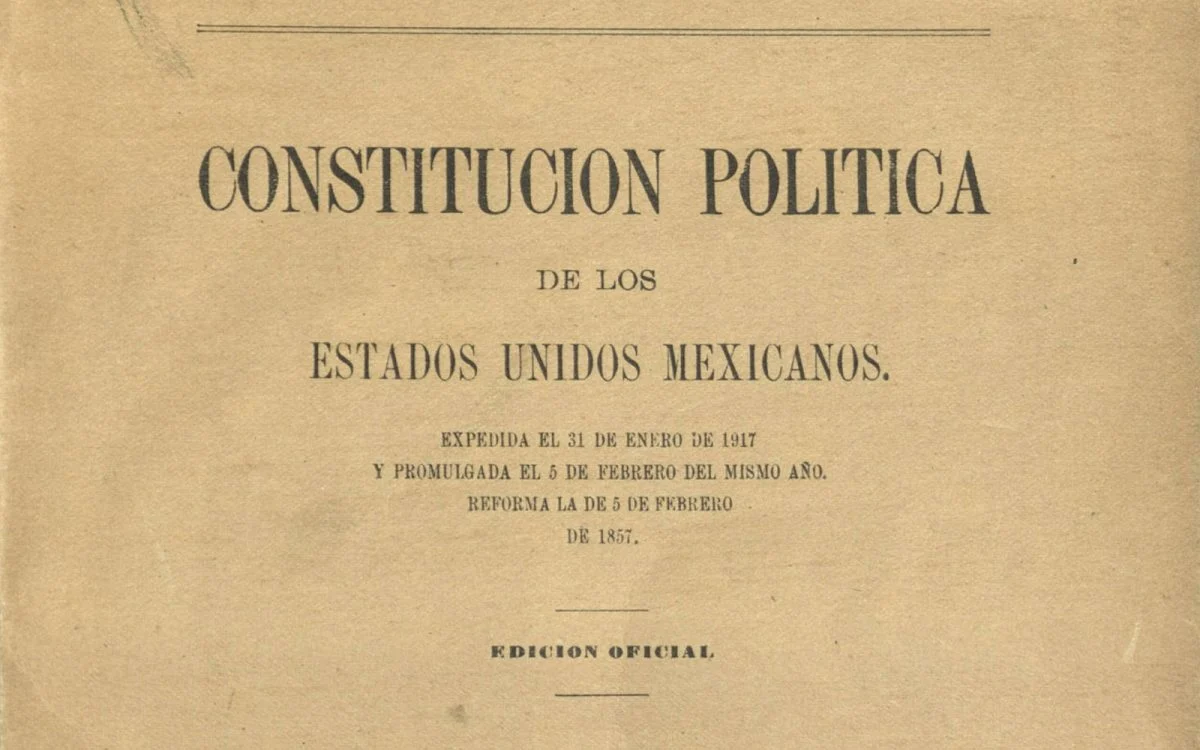 CONSTITUCION POLITICA
DE LOS
ESTADOS UNIDOS MEXICANOS.
EXPEDIDA EL 31 DE ENERO DE 1917
Y PROMULGADA EL 5 DE FEBRERO DEL MISMO AÑO.
REFORMA LA DE 5 DE FEBRERO
DE 1857.
EDICION OFICIAL